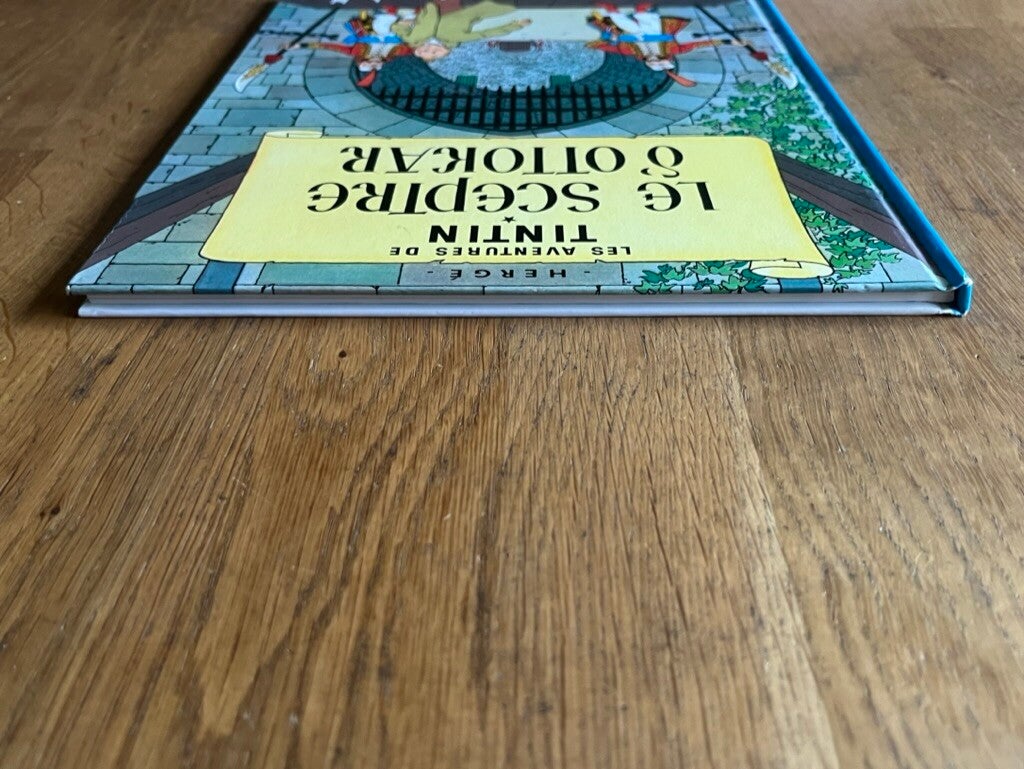 - HERGÉ -
LES AVENTURES DE
TINTIN
LE SCEPTRE
D'OTTOKAR